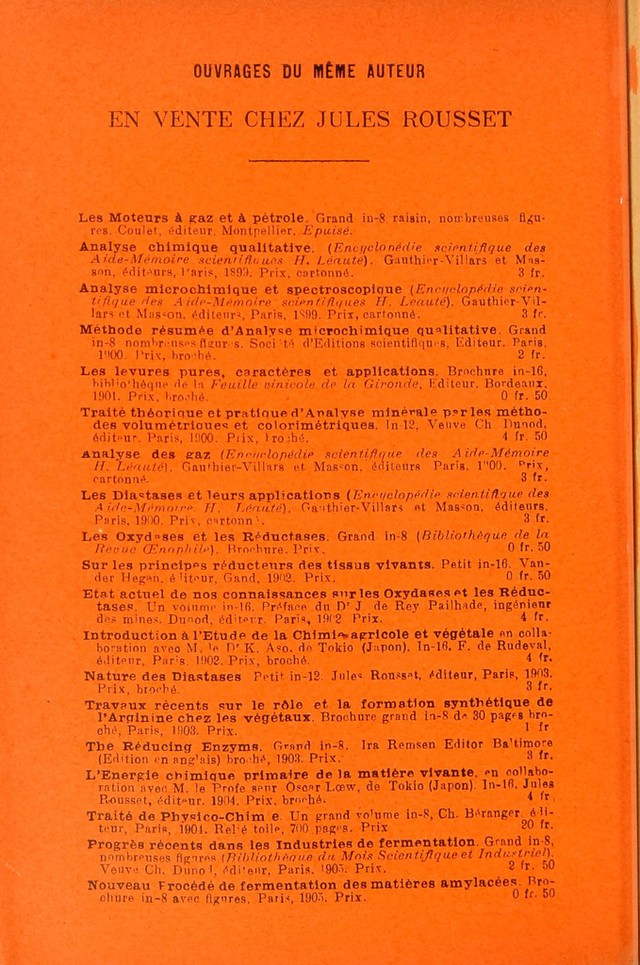 OUVRAGES DU MÊME AUTEUR
EN VENTE CHEZ JULES ROUSSET
Les Moteurs à gaz et à pétrole. Grand in-8 raisin, nombreuses figu-
res. Coulet, éditeur, Montpellier. Epuisé.
Analyse chimique qualitative. (Encyclopédie scientifique des
Aide-Mémoire scientifiques H. Léauté). Gauthier-Villars et Mas-
son, éditeurs, Paris, 1899. Prix, cartonné. 3 fr.
Analyse microchimique et spectroscopique (Encyclopédie scien-
tifique des Aide-Mémoire scientifiques H. Leauté). Gauthier-Vil-
lars et Masson, éditeurs, Paris, 1899. Prix, cartonné. 3 fr.
Méthode résumée d'Analyse microchimique qualitative. Grand
in-8 nombreuses figures. Société d'Editions scientifiques, Editeur. Paris,
1900. Prix, broché. 2 fr.
Les levures pures, caractères et applications. Brochure in-16,
bibliothèque de la Feuille vinicole de la Gironde, Editeur. Bordeaux,
1901. Prix, broché. 0 fr. 50
Traité théorique et pratique d'Analyse minérale par les métho-
des volumétriques et colorimétriques. In-12, Veuve Ch. Dunod,
éditeur. Paris, 1900. Prix, broché. 4 fr. 50
Analyse des gaz (Encyclopédie scientifique des Aide-Mémoire
H. Léauté). Gauthier-Villars et Masson, éditeurs Paris. 1900. Prix,
cartonné. 3 fr.
Les Diastases et leurs applications (Encyclopédie scientifique des
Aide-Mémoire H. Léauté). Gauthier-Villars et Masson, éditeurs,
Paris, 1900. Prix, cartonné. 3 fr.
Les Oxydases et les Réductases. Grand in-8 (Bibliothèque de la
Revue Œnophile). Brochure. Prix. 0 fr. 50
Sur les principes réducteurs des tissus vivants. Petit in-16. Van-
der Hegen, éditeur, Gand, 1902. Prix. 0 fr. 50
Etat actuel de nos connaissances sur les Oxydases et les Réduc-
tases. Un volume in-16. Préface du Dr J. de Rey Pailhade, ingénieur
des mines. Dunod, éditeur. Paris, 1902 Prix. 4 fr.
Introduction à l'Etude de la Chimie agricole et végétale en colla-
boration avec M. le Dr K. Aso, de Tokio (Japon). In-16. F. de Rudeval,
éditeur, Paris. 1902. Prix, broché. 4 fr.
Nature des Diastases Petit in-12. Jules Rousset, éditeur, Paris, 1903.
Prix, broché. 3 fr.
Travaux récents sur le rôle et la formation synthétique de
l'Arginine chez les végétaux. Brochure grand in-8 de 30 pages bro-
ché, Paris, 1903. Prix. 1 fr
The Réducing Enzyms. Grand in-8. Ira Remsen Editor Baltimore
(Edition en anglais) broché, 1903. Prix. 3 fr.
L'Energie chimique primaire de la matière vivante, en collabo-
ration avec M. le Professeur Oscar Lœw, de Tokio (Japon). In-16. Jules
Rousset, éditeur. 1904. Prix, broché. 4 fr.
Traité de Physico-Chimie. Un grand volume in-8, Ch. Béranger, édi-
teur, Paris, 1904. Relié toile, 700 pages. Prix 20 fr.
Progrès récents dans les Industries de fermentation. Grand in-8,
nombreuses figures (Bibliothèque du Mois Scientifique et Industriel).
Veuve Ch. Dunod, éditeur, Paris. 1905. Prix. 2 fr. 50
Nouveau Procédé de fermentation des matières amylacées. Bro-
chure in-8 avec figures. Paris, 1905. Prix. 0 fr. 50